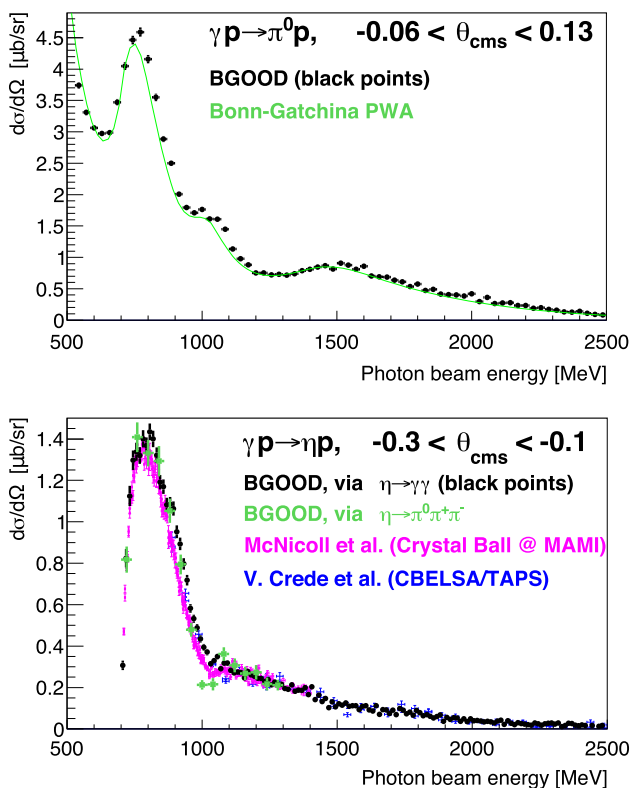 γp→π⁰p, -0.06 < θcms < 0.13
BGOOD (black points)
Bonn-Gatchina PWA
dσ/dΩ [μb/sr]
4.5
4
3.5
3
2.5
2
1.5
1
0.5
0
500 1000 1500 2000 2500
Photon beam energy [MeV]
γp→ηp, -0.3 < θcms < -0.1
BGOOD, via η→γγ (black points)
BGOOD, via η→π⁰π⁺π⁻
McNicoll et al. (Crystal Ball @ MAMI)
V. Crede et al. (CBELSA/TAPS)
dσ/dΩ [μb/sr]
1.4
1.2
1
0.8
0.6
0.4
0.2
0
500 1000 1500 2000 2500
Photon beam energy [MeV]